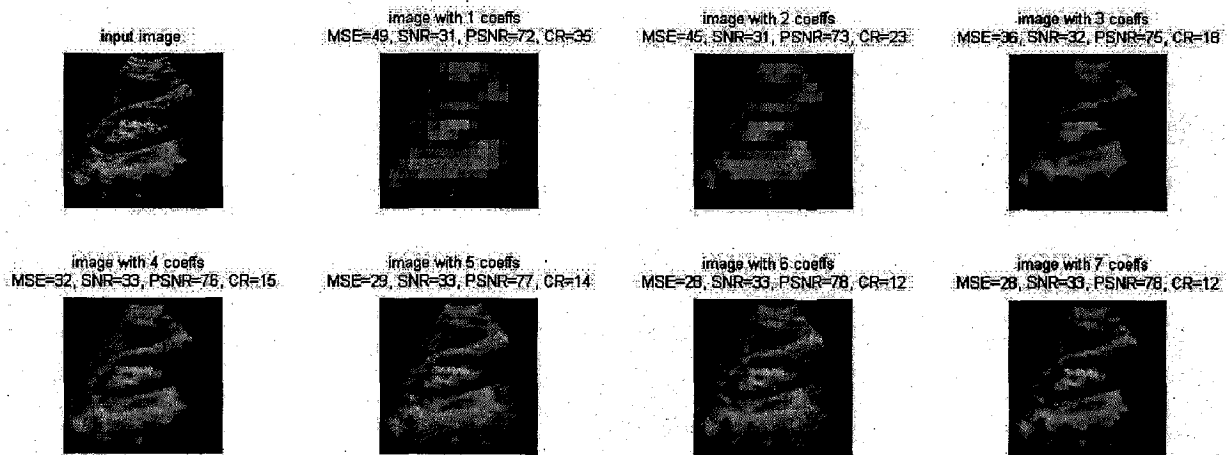 input image
image with 1 coeffs
MSE=49, SNR=31, PSNR=72, CR=35
image with 2 coeffs
MSE=45, SNR=31, PSNR=73, CR=23
image with 3 coeffs
MSE=36, SNR=32, PSNR=75, CR=18
image with 4 coeffs
MSE=32, SNR=33, PSNR=76, CR=15
image with 5 coeffs
MSE=29, SNR=33, PSNR=77, CR=14
image with 6 coeffs
MSE=28, SNR=33, PSNR=78, CR=12
image with 7 coeffs
MSE=28, SNR=33, PSNR=78, CR=12